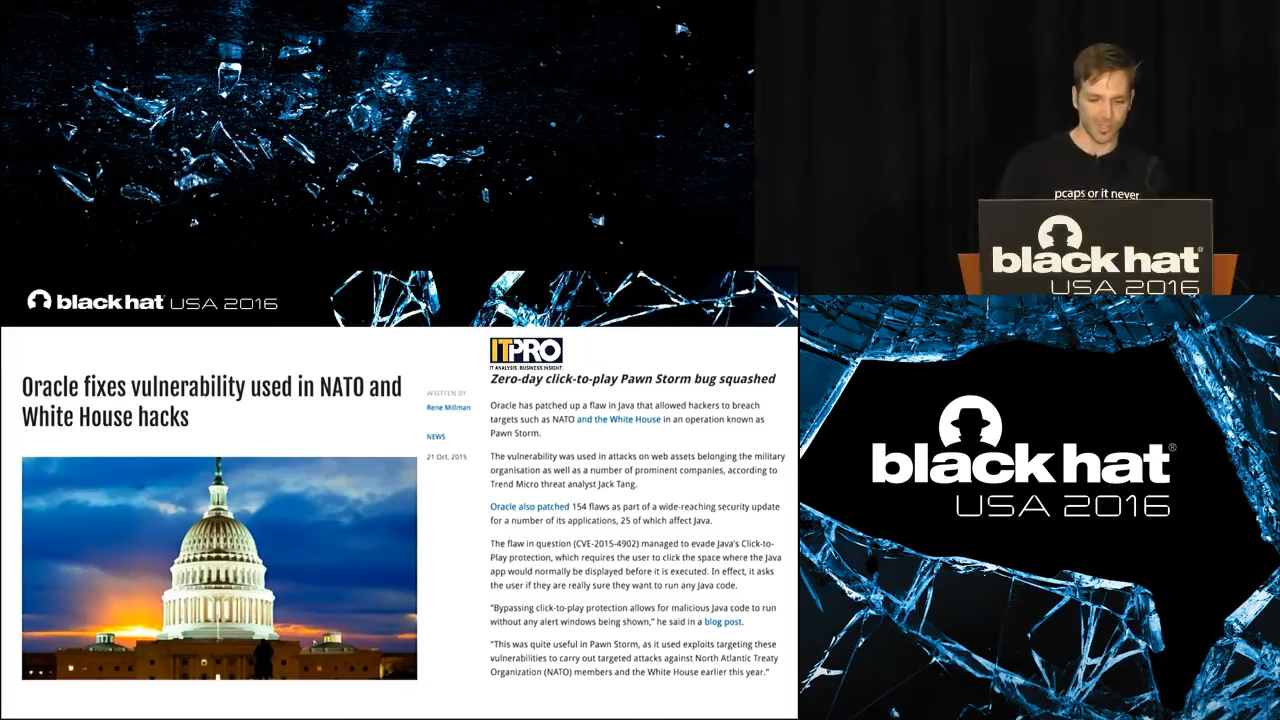 pcaps or it never
black hat®
USA 2016
black hat® USA 2016
Oracle fixes vulnerability used in NATO and
White House hacks
WRITTEN BY
Rene Millman
NEWS
21 Oct, 2015
ITPRO
IT ANALYSIS. BUSINESS INSIGHT.
Zero-day click-to-play Pawn Storm bug squashed
Oracle has patched up a flaw in Java that allowed hackers to breach
targets such as NATO and the White House in an operation known as
Pawn Storm.
The vulnerability was used in attacks on web assets belonging the military
organisation as well as a number of prominent companies, according to
Trend Micro threat analyst Jack Tang.
Oracle also patched 154 flaws as part of a wide-reaching security update
for a number of its applications, 25 of which affect Java.
The flaw in question (CVE-2015-4902) managed to evade Java's Click-to-
Play protection, which requires the user to click the space where the Java
app would normally be displayed before it is executed. In effect, it asks
the user if they are really sure they want to run any Java code.
"Bypassing click-to-play protection allows for malicious Java code to run
without any alert windows being shown," he said in a blog post.
"This was quite useful in Pawn Storm, as it used exploits targeting these
vulnerabilities to carry out targeted attacks against North Atlantic Treaty
Organization (NATO) members and the White House earlier this year."
black hat®
USA 2016